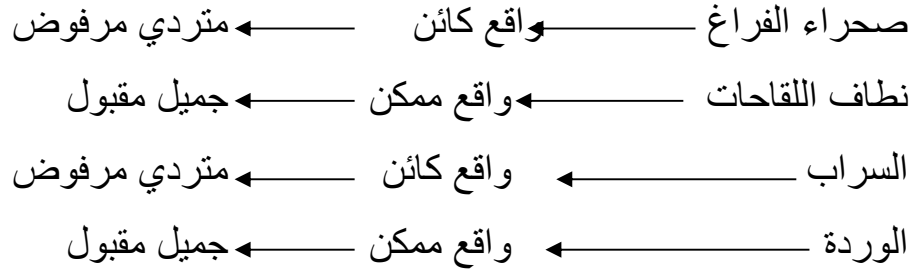 صحراء الفراغ ← واقع كائن ← متردي مرفوض
نطاف اللقاحات ← واقع ممكن ← جميل مقبول
السراب ← واقع كائن ← متردي مرفوض
الوردة ← واقع ممكن ← جميل مقبول